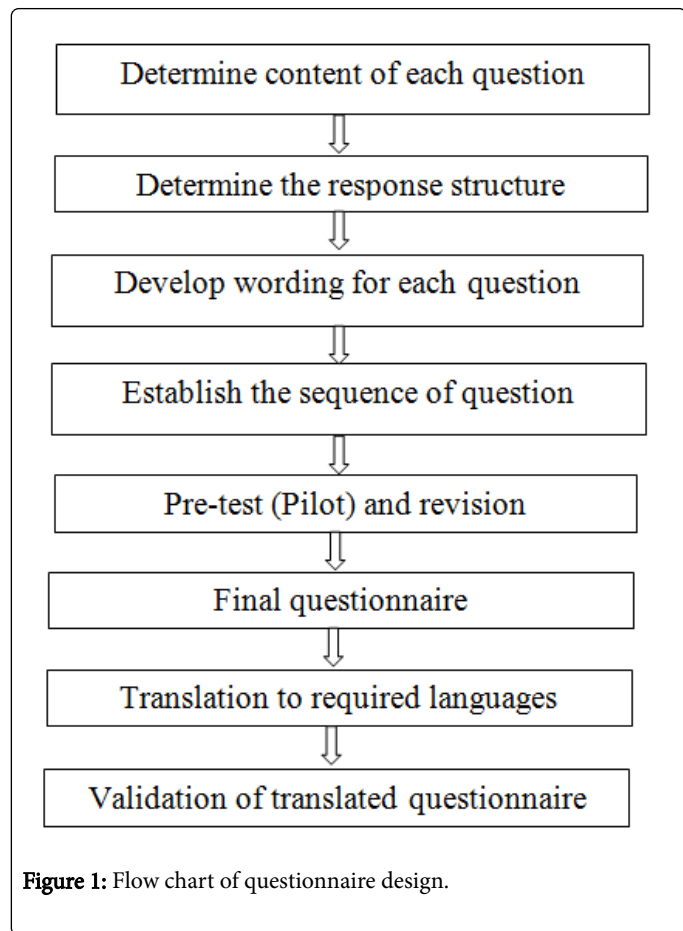 Determine content of each question
Determine the response structure
Develop wording for each question
Establish the sequence of question
Pre-test (Pilot) and revision
Final questionnaire
Translation to required languages
Validation of translated questionnaire
Figure 1: Flow chart of questionnaire design.